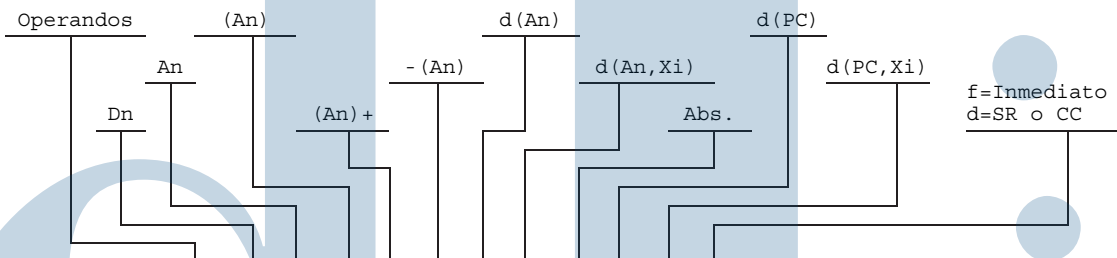 Operandos (An) d(An) d(PC)
An -(An) d(An,Xi) d(PC,Xi)
f=Inmediato
Dn (An)+ Abs. d=SR o CC